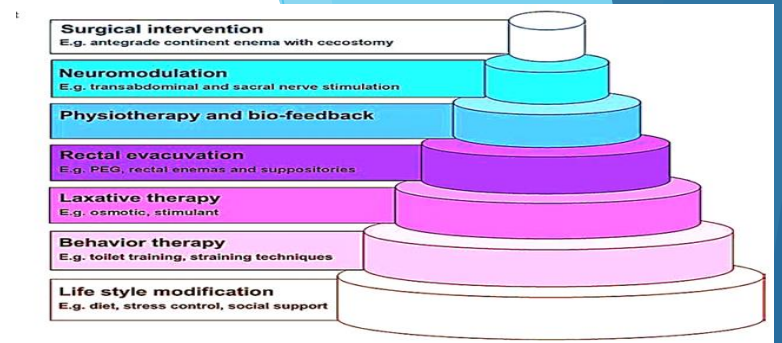 Surgical intervention
E.g. antegrade continent enema with cecostomy
Neuromodulation
E.g. transabdominal and sacral nerve stimulation
Physiotherapy and bio-feedback
Rectal evacuvation
E.g. PEG, rectal enemas and suppositories
Laxative therapy
E.g. osmotic, stimulant
Behavior therapy
E.g. toilet training, straining techniques
Life style modification
E.g. diet, stress control, social support